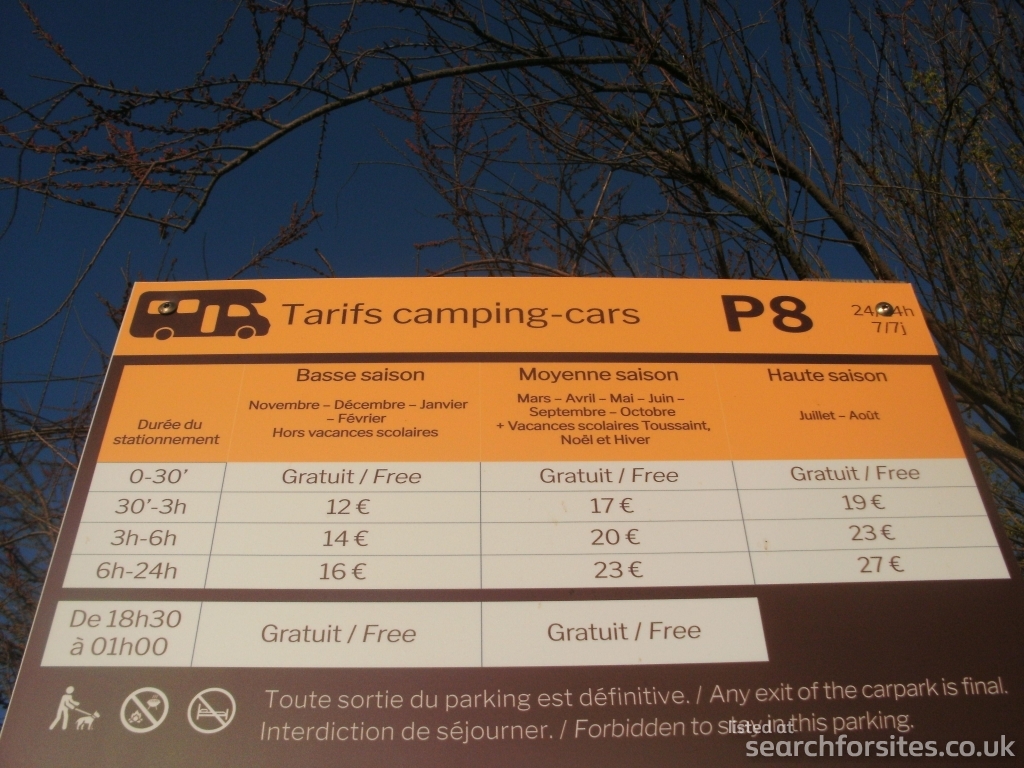 Tarifs camping-cars P8 24/24h
7/7j
Durée du
stationnement
Basse saison
Novembre – Décembre – Janvier
– Février
Hors vacances scolaires
Moyenne saison
Mars – Avril – Mai – Juin –
Septembre – Octobre
+ Vacances scolaires Toussaint,
Noël et Hiver
Haute saison
Juillet – Août
0-30’ Gratuit / Free Gratuit / Free Gratuit / Free
30’-3h 12 € 17 € 19 €
3h-6h 14 € 20 € 23 €
6h-24h 16 € 23 € 27 €
De 18h30
à 01h00
Gratuit / Free Gratuit / Free
Toute sortie du parking est définitive. / Any exit of the carpark is final.
Interdiction de séjourner. / Forbidden to stay in this parking.
listed at
searchforsites.co.uk